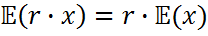 𝔼(r · x) = r · 𝔼(x)